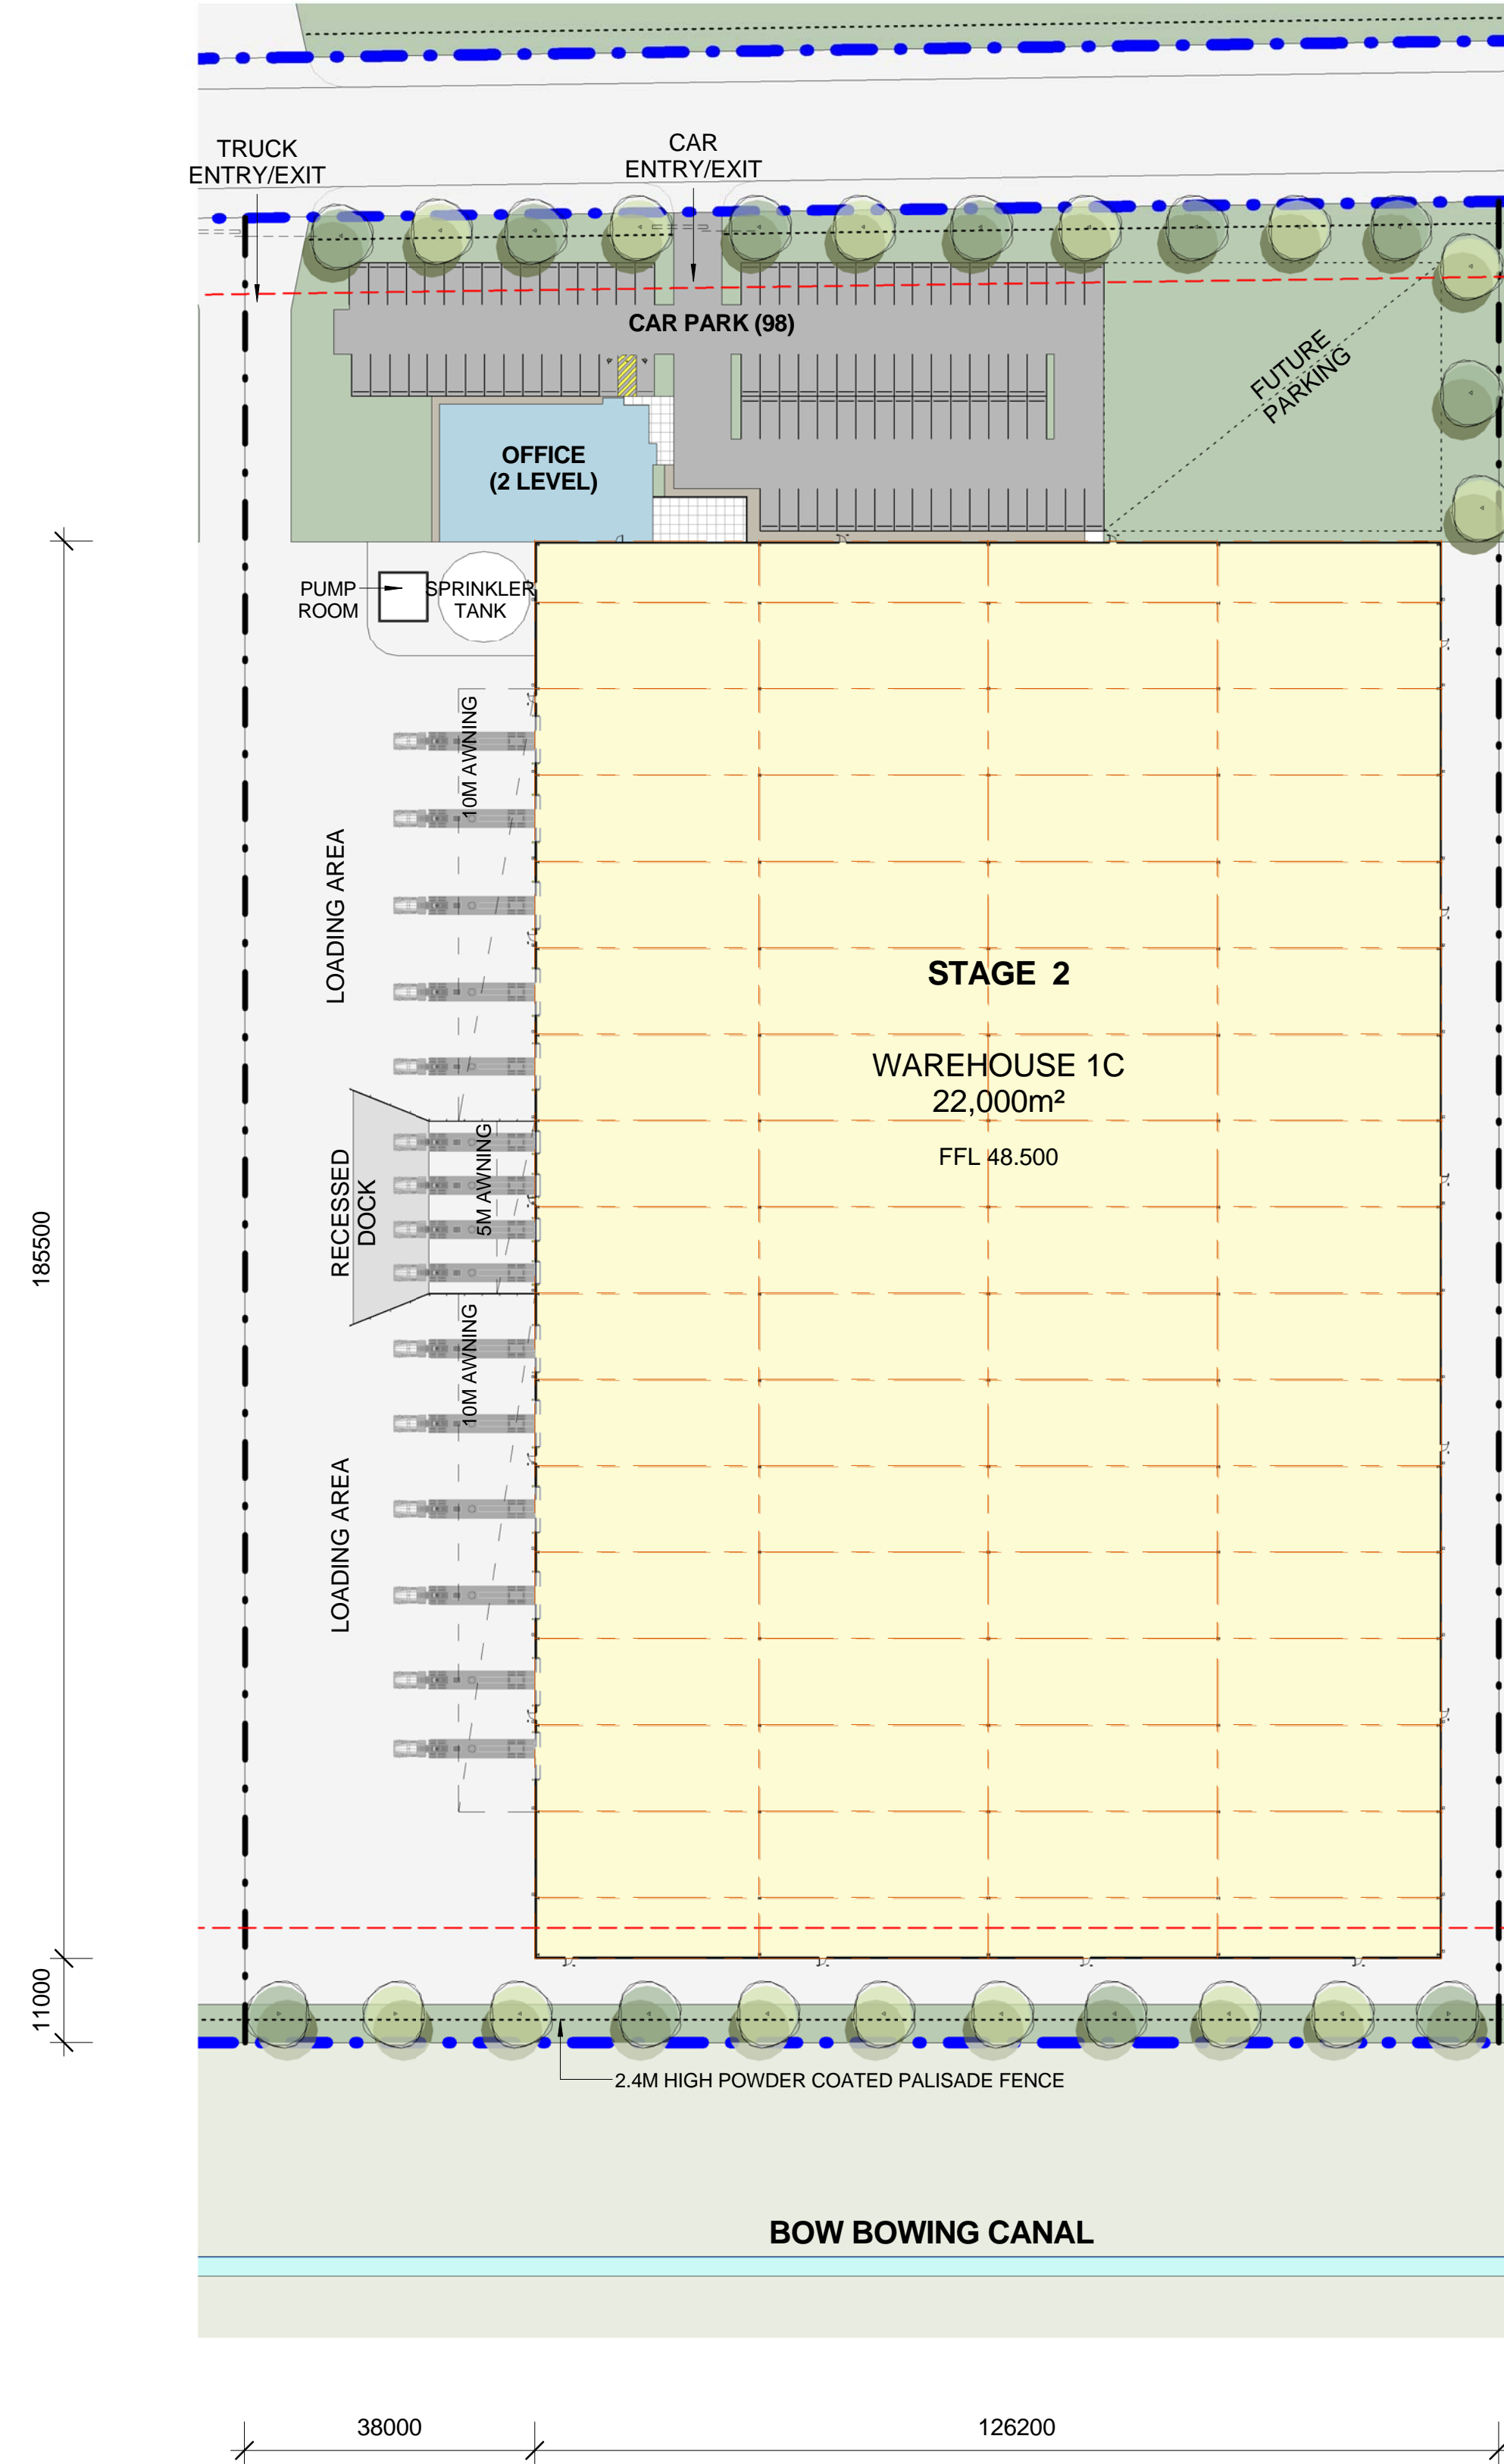 TRUCK
ENTRY/EXIT
CAR
ENTRY/EXIT
CAR PARK (98)
FUTURE
PARKING
OFFICE
(2 LEVEL)
PUMP
ROOM
SPRINKLER
TANK
10M AWNING
LOADING AREA
STAGE 2
WAREHOUSE 1C
22,000m²
FFL 48.500
5M AWNING
RECESSED
DOCK
185500
10M AWNING
LOADING AREA
11000
2.4M HIGH POWDER COATED PALISADE FENCE
BOW BOWING CANAL
38000
126200